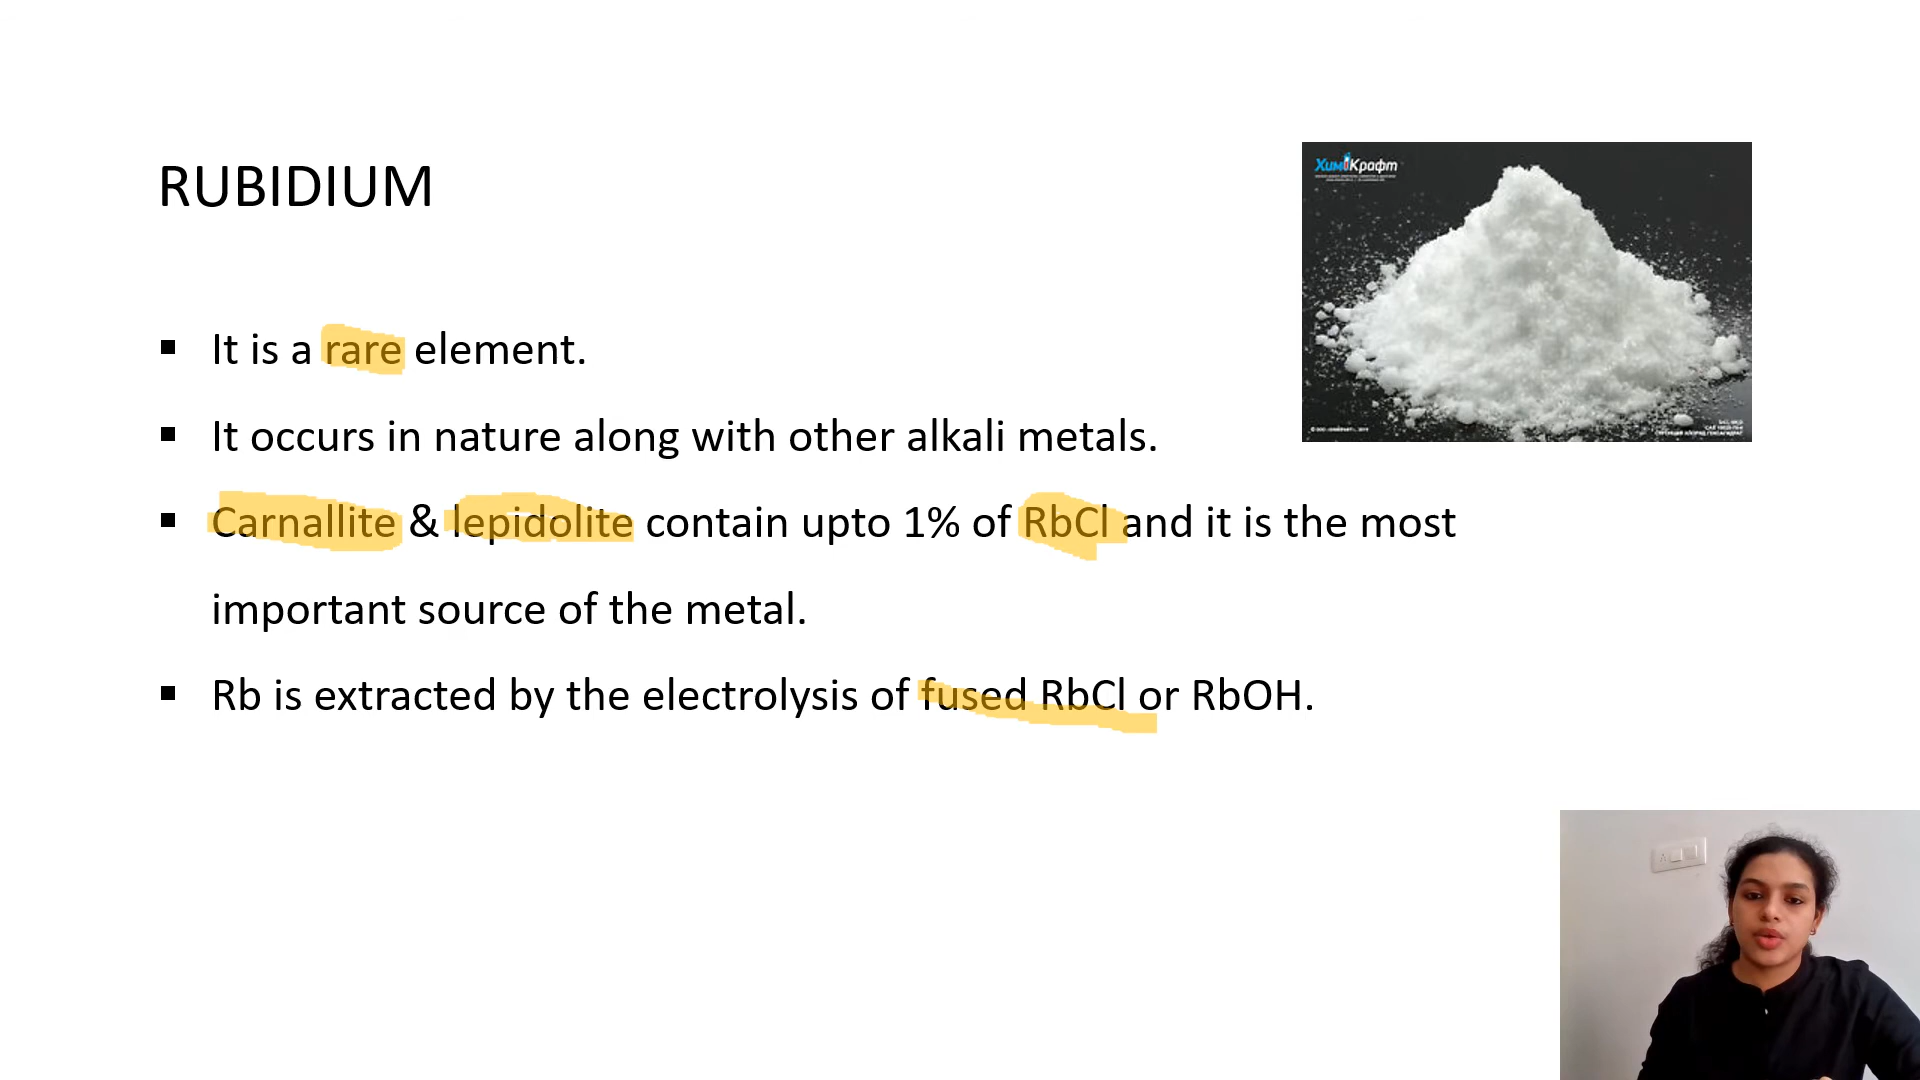 RUBIDIUM
ХимКрафт
▪ It is a rare element.
▪ It occurs in nature along with other alkali metals.
▪ Carnallite & lepidolite contain upto 1% of RbCl and it is the most
important source of the metal.
▪ Rb is extracted by the electrolysis of fused RbCl or RbOH.